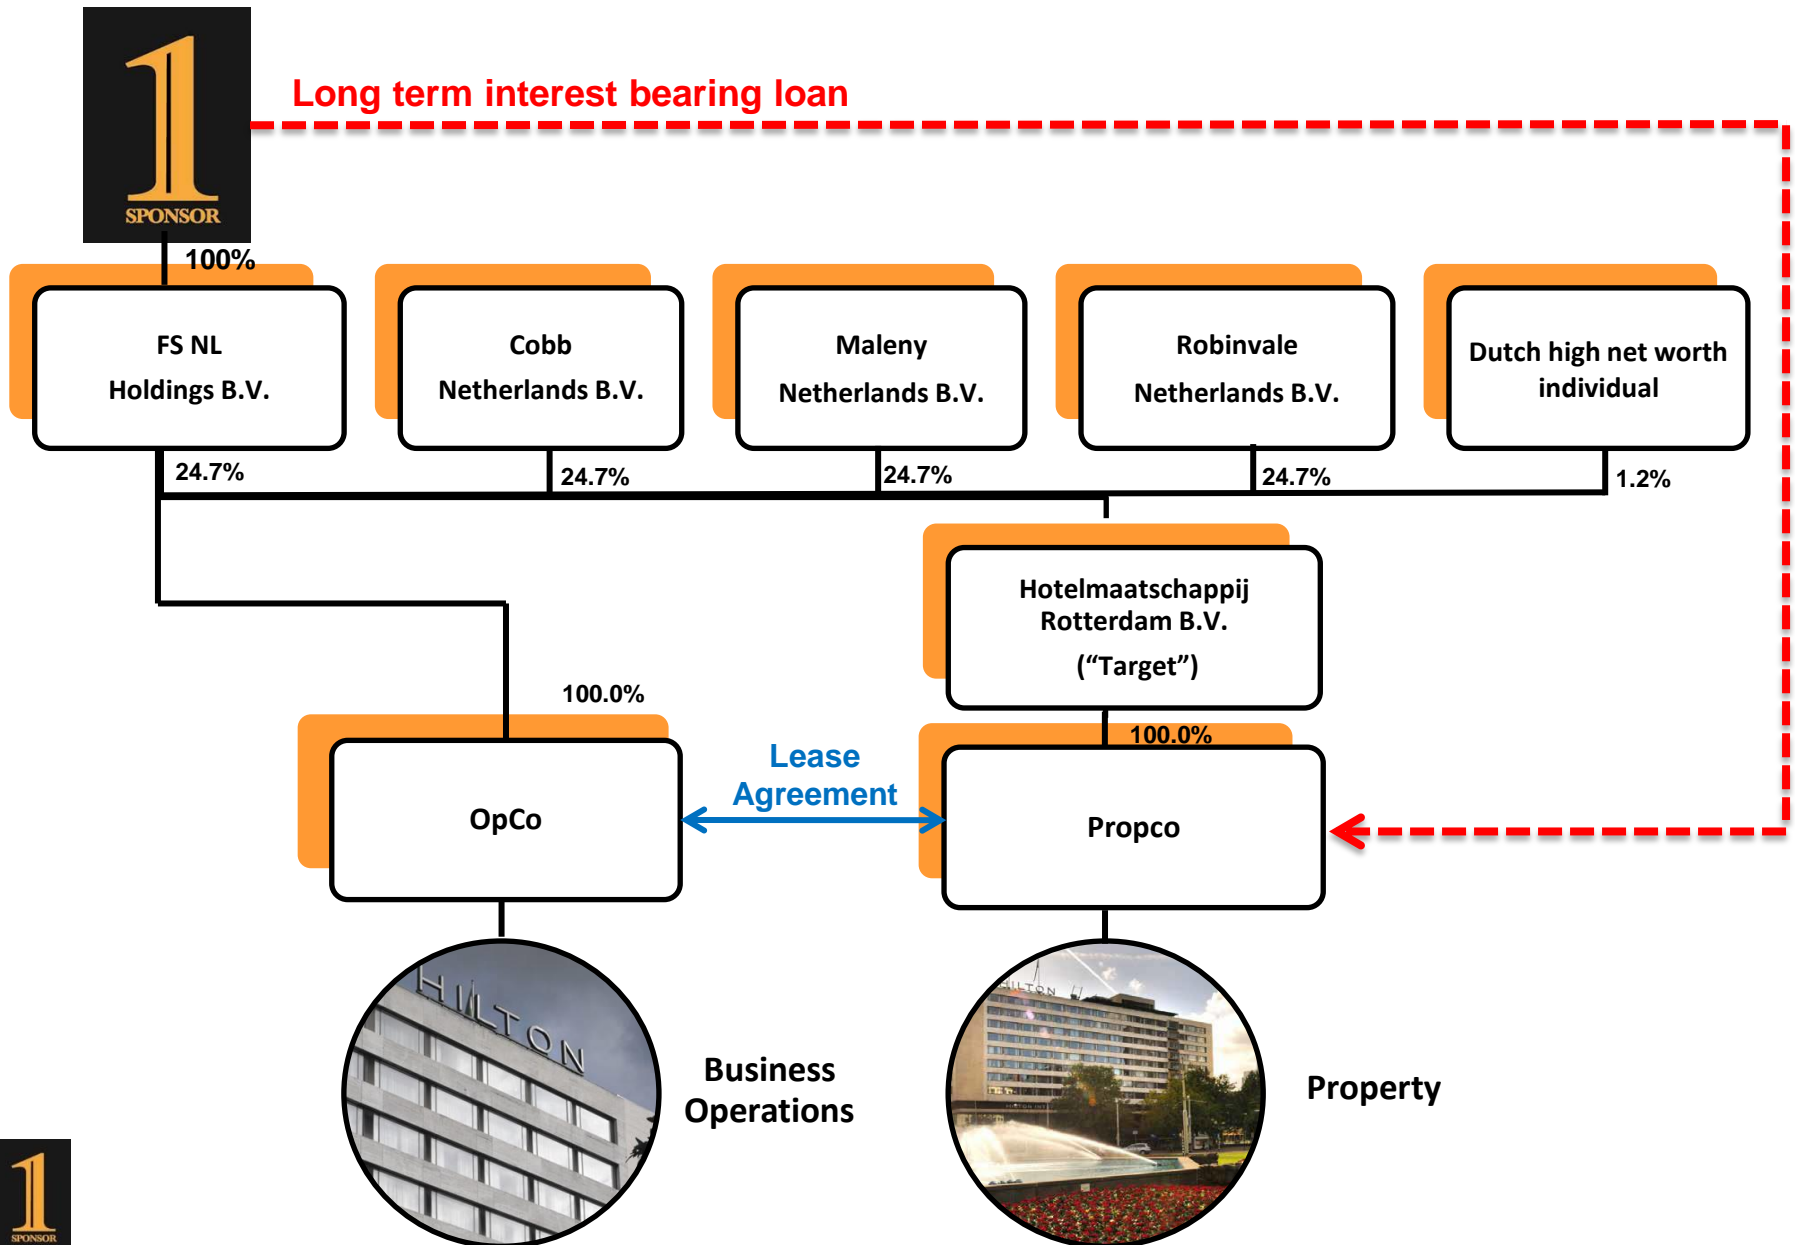 1
SPONSOR
Long term interest bearing loan
100%
FS NL
Holdings B.V.
Cobb
Netherlands B.V.
Maleny
Netherlands B.V.
Robinvale
Netherlands B.V.
Dutch high net worth
individual
24.7%
24.7%
24.7%
24.7%
1.2%
Hotelmaatschappij
Rotterdam B.V.
(“Target”)
100.0%
100.0%
Lease
Agreement
OpCo
Propco
HILTON
HILTON
Business
Operations
Property
1
SPONSOR